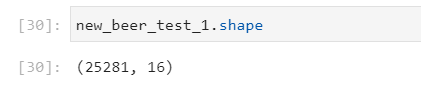 [30]: new_beer_test_1.shape
[30]: (25281, 16)